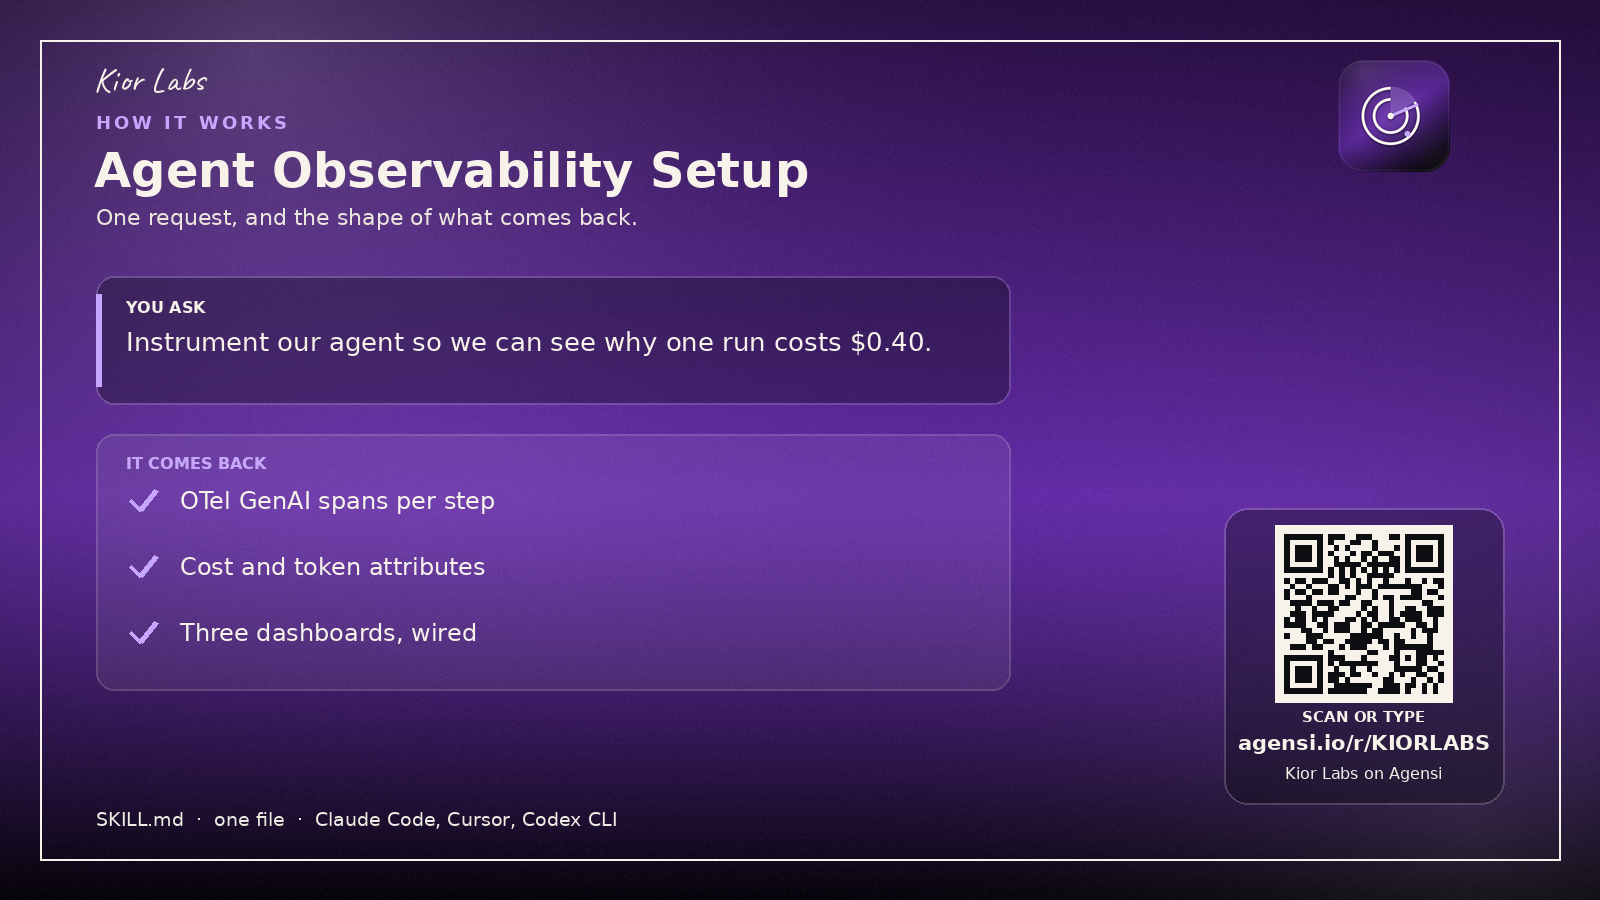 Kior Labs
HOW IT WORKS
Agent Observability Setup
One request, and the shape of what comes back.
YOU ASK
Instrument our agent so we can see why one run costs $0.40.
IT COMES BACK
OTel GenAI spans per step
Cost and token attributes
Three dashboards, wired
SCAN OR TYPE
agensi.io/r/KIORLABS
Kior Labs on Agensi
SKILL.md · one file · Claude Code, Cursor, Codex CLI